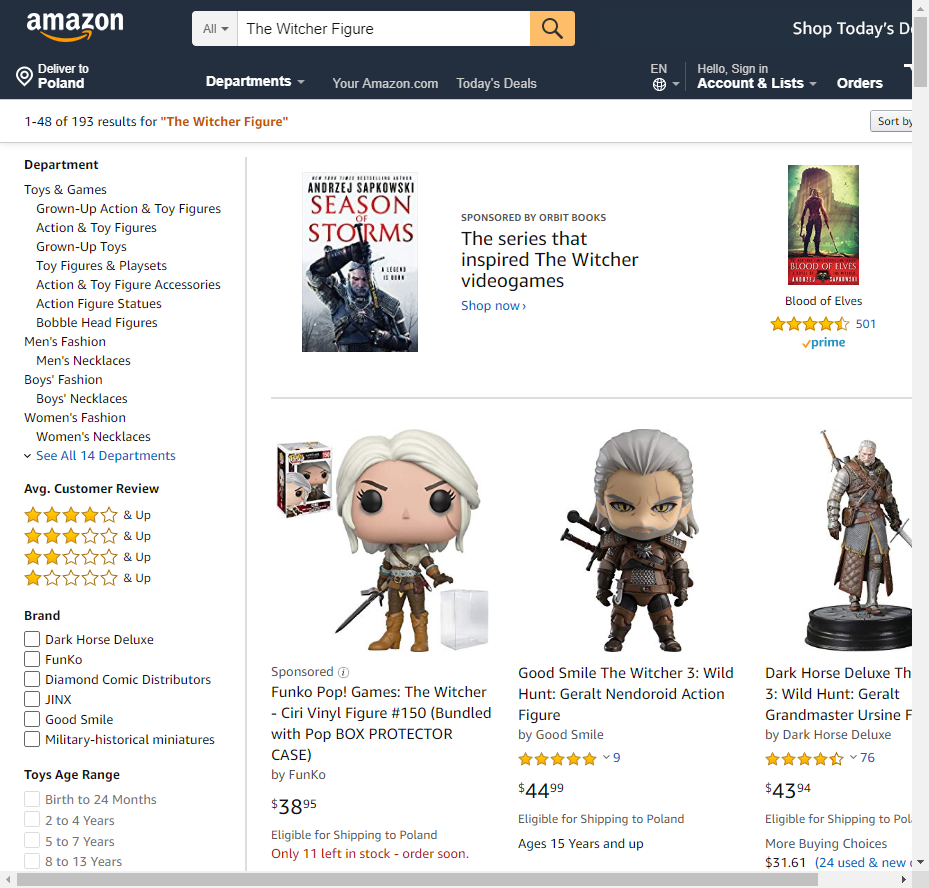 amazon
All
The Witcher Figure
Shop Today's D
Deliver to
Poland
Departments
Your Amazon.com
Today's Deals
EN
Hello, Sign in
Account & Lists
Orders
1-48 of 193 results for "The Witcher Figure"
Sort by
Department
Toys & Games
Grown-Up Action & Toy Figures
Action & Toy Figures
Grown-Up Toys
Toy Figures & Playsets
Action & Toy Figure Accessories
Action Figure Statues
Bobble Head Figures
Men's Fashion
Men's Necklaces
Boys' Fashion
Boys' Necklaces
Women's Fashion
Women's Necklaces
See All 14 Departments
Avg. Customer Review
& Up
& Up
& Up
& Up
Brand
Dark Horse Deluxe
FunKo
Diamond Comic Distributors
JINX
Good Smile
Military-historical miniatures
Toys Age Range
Birth to 24 Months
2 to 4 Years
5 to 7 Years
8 to 13 Years
NEW YORK TIMES BESTSELLING AUTHOR
ANDRZEJ SAPKOWSKI
SEASON
OF
STORMS
A LEGEND
IS BORN
SPONSORED BY ORBIT BOOKS
The series that
inspired The Witcher
videogames
Shop now ›
BLOOD OF ELVES
ANDRZEJ SAPKOWSKI
Blood of Elves
501
prime
Sponsored
Funko Pop! Games: The Witcher
- Ciri Vinyl Figure #150 (Bundled
with Pop BOX PROTECTOR
CASE)
by FunKo
$38 95
Eligible for Shipping to Poland
Only 11 left in stock - order soon.
Good Smile The Witcher 3: Wild
Hunt: Geralt Nendoroid Action
Figure
by Good Smile
9
$44 99
Eligible for Shipping to Poland
Ages 15 Years and up
Dark Horse Deluxe Th
3: Wild Hunt: Geralt
Grandmaster Ursine F
by Dark Horse Deluxe
76
$43 94
Eligible for Shipping to Pol
More Buying Choices
$31.61 (24 used & new